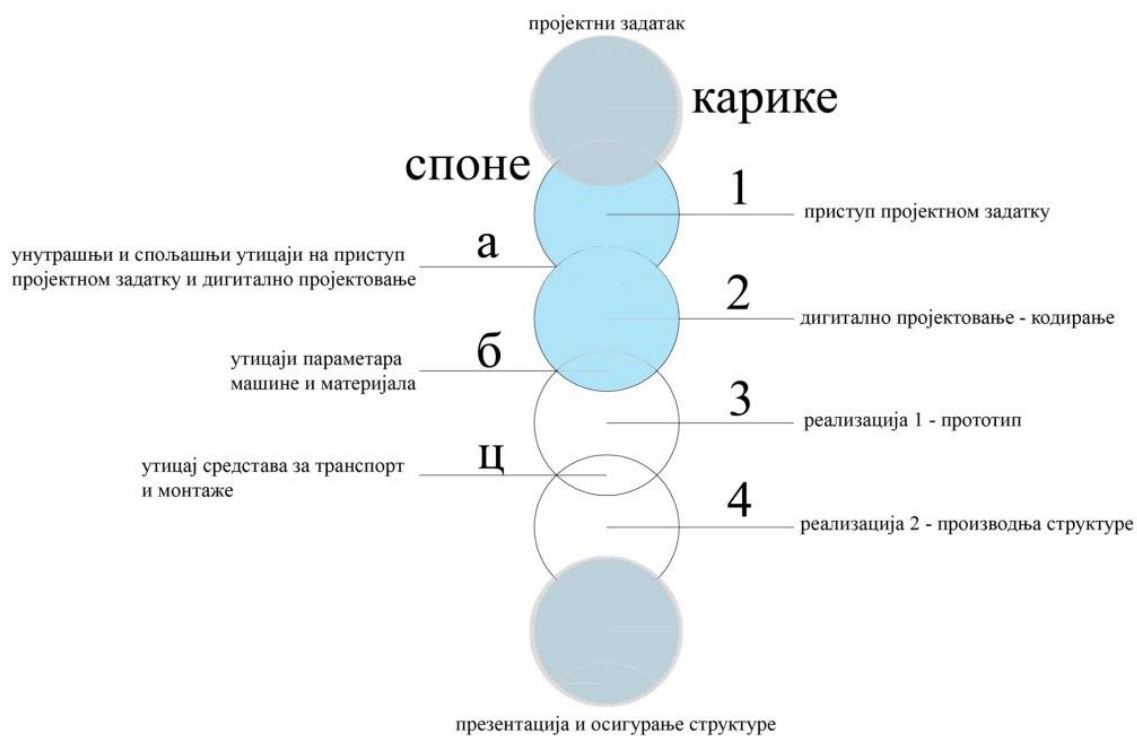 пројектни задатак
карике
споне
1
приступ пројектном задатку
а
унутрашњи и спољашњи утицаји на приступ
пројектном задатку и дигитално пројектовање
2
дигитално пројектовање - кодирање
б
утицаји параметара
машине и материјала
3
реализација 1 - прототип
ц
утицај средстава за транспорт
и монтаже
4
реализација 2 - производња структуре
презентација и осигурање структуре